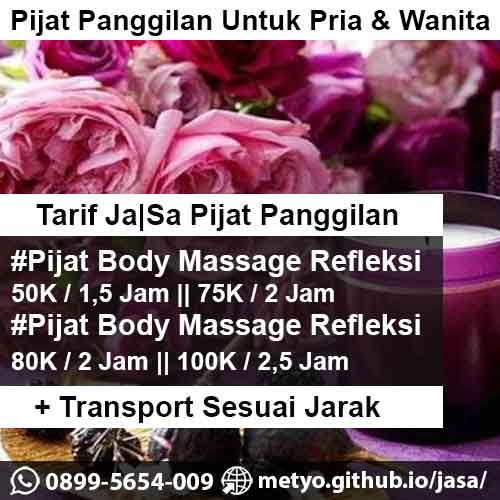 Pijat Panggilan Untuk Pria & Wanita
Tarif Ja|Sa Pijat Panggilan
#Pijat Body Massage Refleksi
50K / 1,5 Jam || 75K / 2 Jam
#Pijat Body Massage Refleksi
80K / 2 Jam || 100K / 2,5 Jam
+ Transport Sesuai Jarak
0899-5654-009 metyo.github.io/jasa/